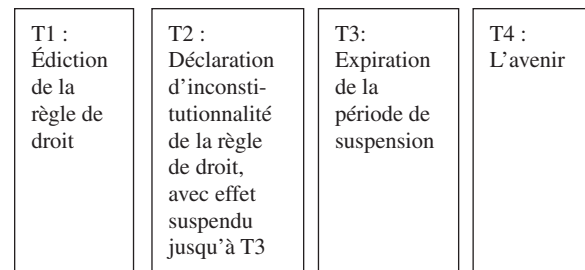 T1 :
Édiction
de la
règle de
droit
T2 :
Déclaration
d’inconsti-
tutionnalité
de la règle
de droit,
avec effet
suspendu
jusqu’à T3
T3:
Expiration
de la
période de
suspension
T4 :
L’avenir